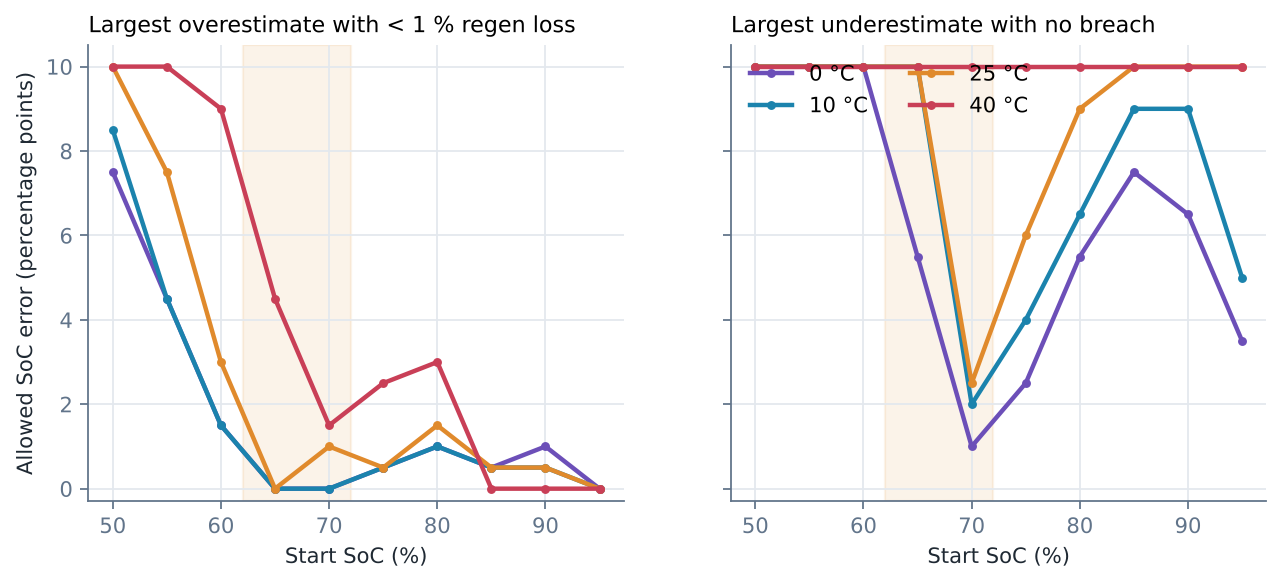 Largest overestimate with < 1 % regen loss
Largest underestimate with no breach
Allowed SoC error (percentage points)
10
8
6
4
2
0
50 60 70 80 90
Start SoC (%)
0 °C 25 °C
10 °C 40 °C
50 60 70 80 90
Start SoC (%)